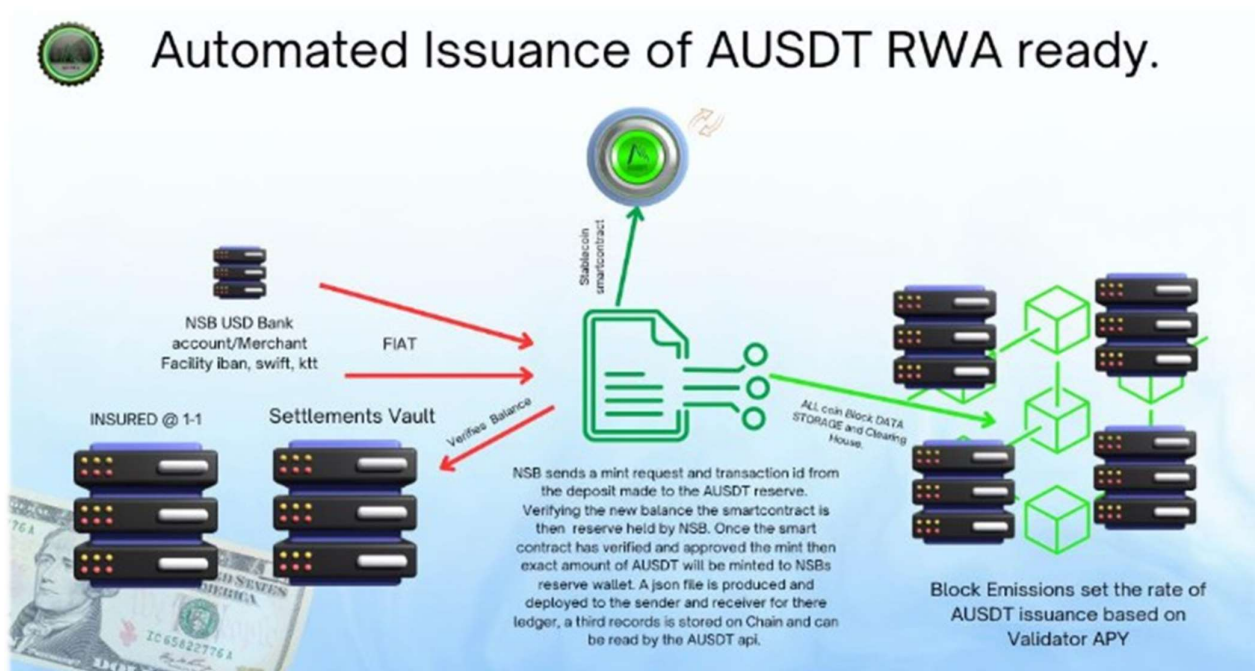 Automated Issuance of AUSDT RWA ready.
Stablecoin
smartcontract
NSB USD Bank
account/Merchant
Facility iban, swift, ktt
FIAT
INSURED @ 1-1
Settlements Vault
Verifies Balance
ALL coin Block DATA
STORAGE and Clearing
House.
NSB sends a mint request and transaction id from
the deposit made to the AUSDT reserve.
Verifying the new balance the smartcontract is
then reserve held by NSB. Once the smart
contract has verified and approved the mint then
exact amount of AUSDT will be minted to NSBs
reserve wallet. A json file is produced and
deployed to the sender and receiver for there
ledger, a third records is stored on Chain and can
be read by the AUSDT api.
Block Emissions set the rate of
AUSDT issuance based on
Validator APY
IC65822776A